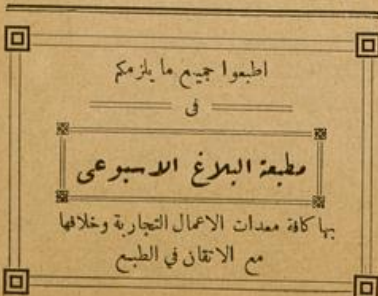 اطبعوا جميع ما يلزمكم
فى
مطبعة البلاغ الاسبوعى
بها كافة معدات الاعمال التجارية وخلافها
مع الاتقان في الطبع